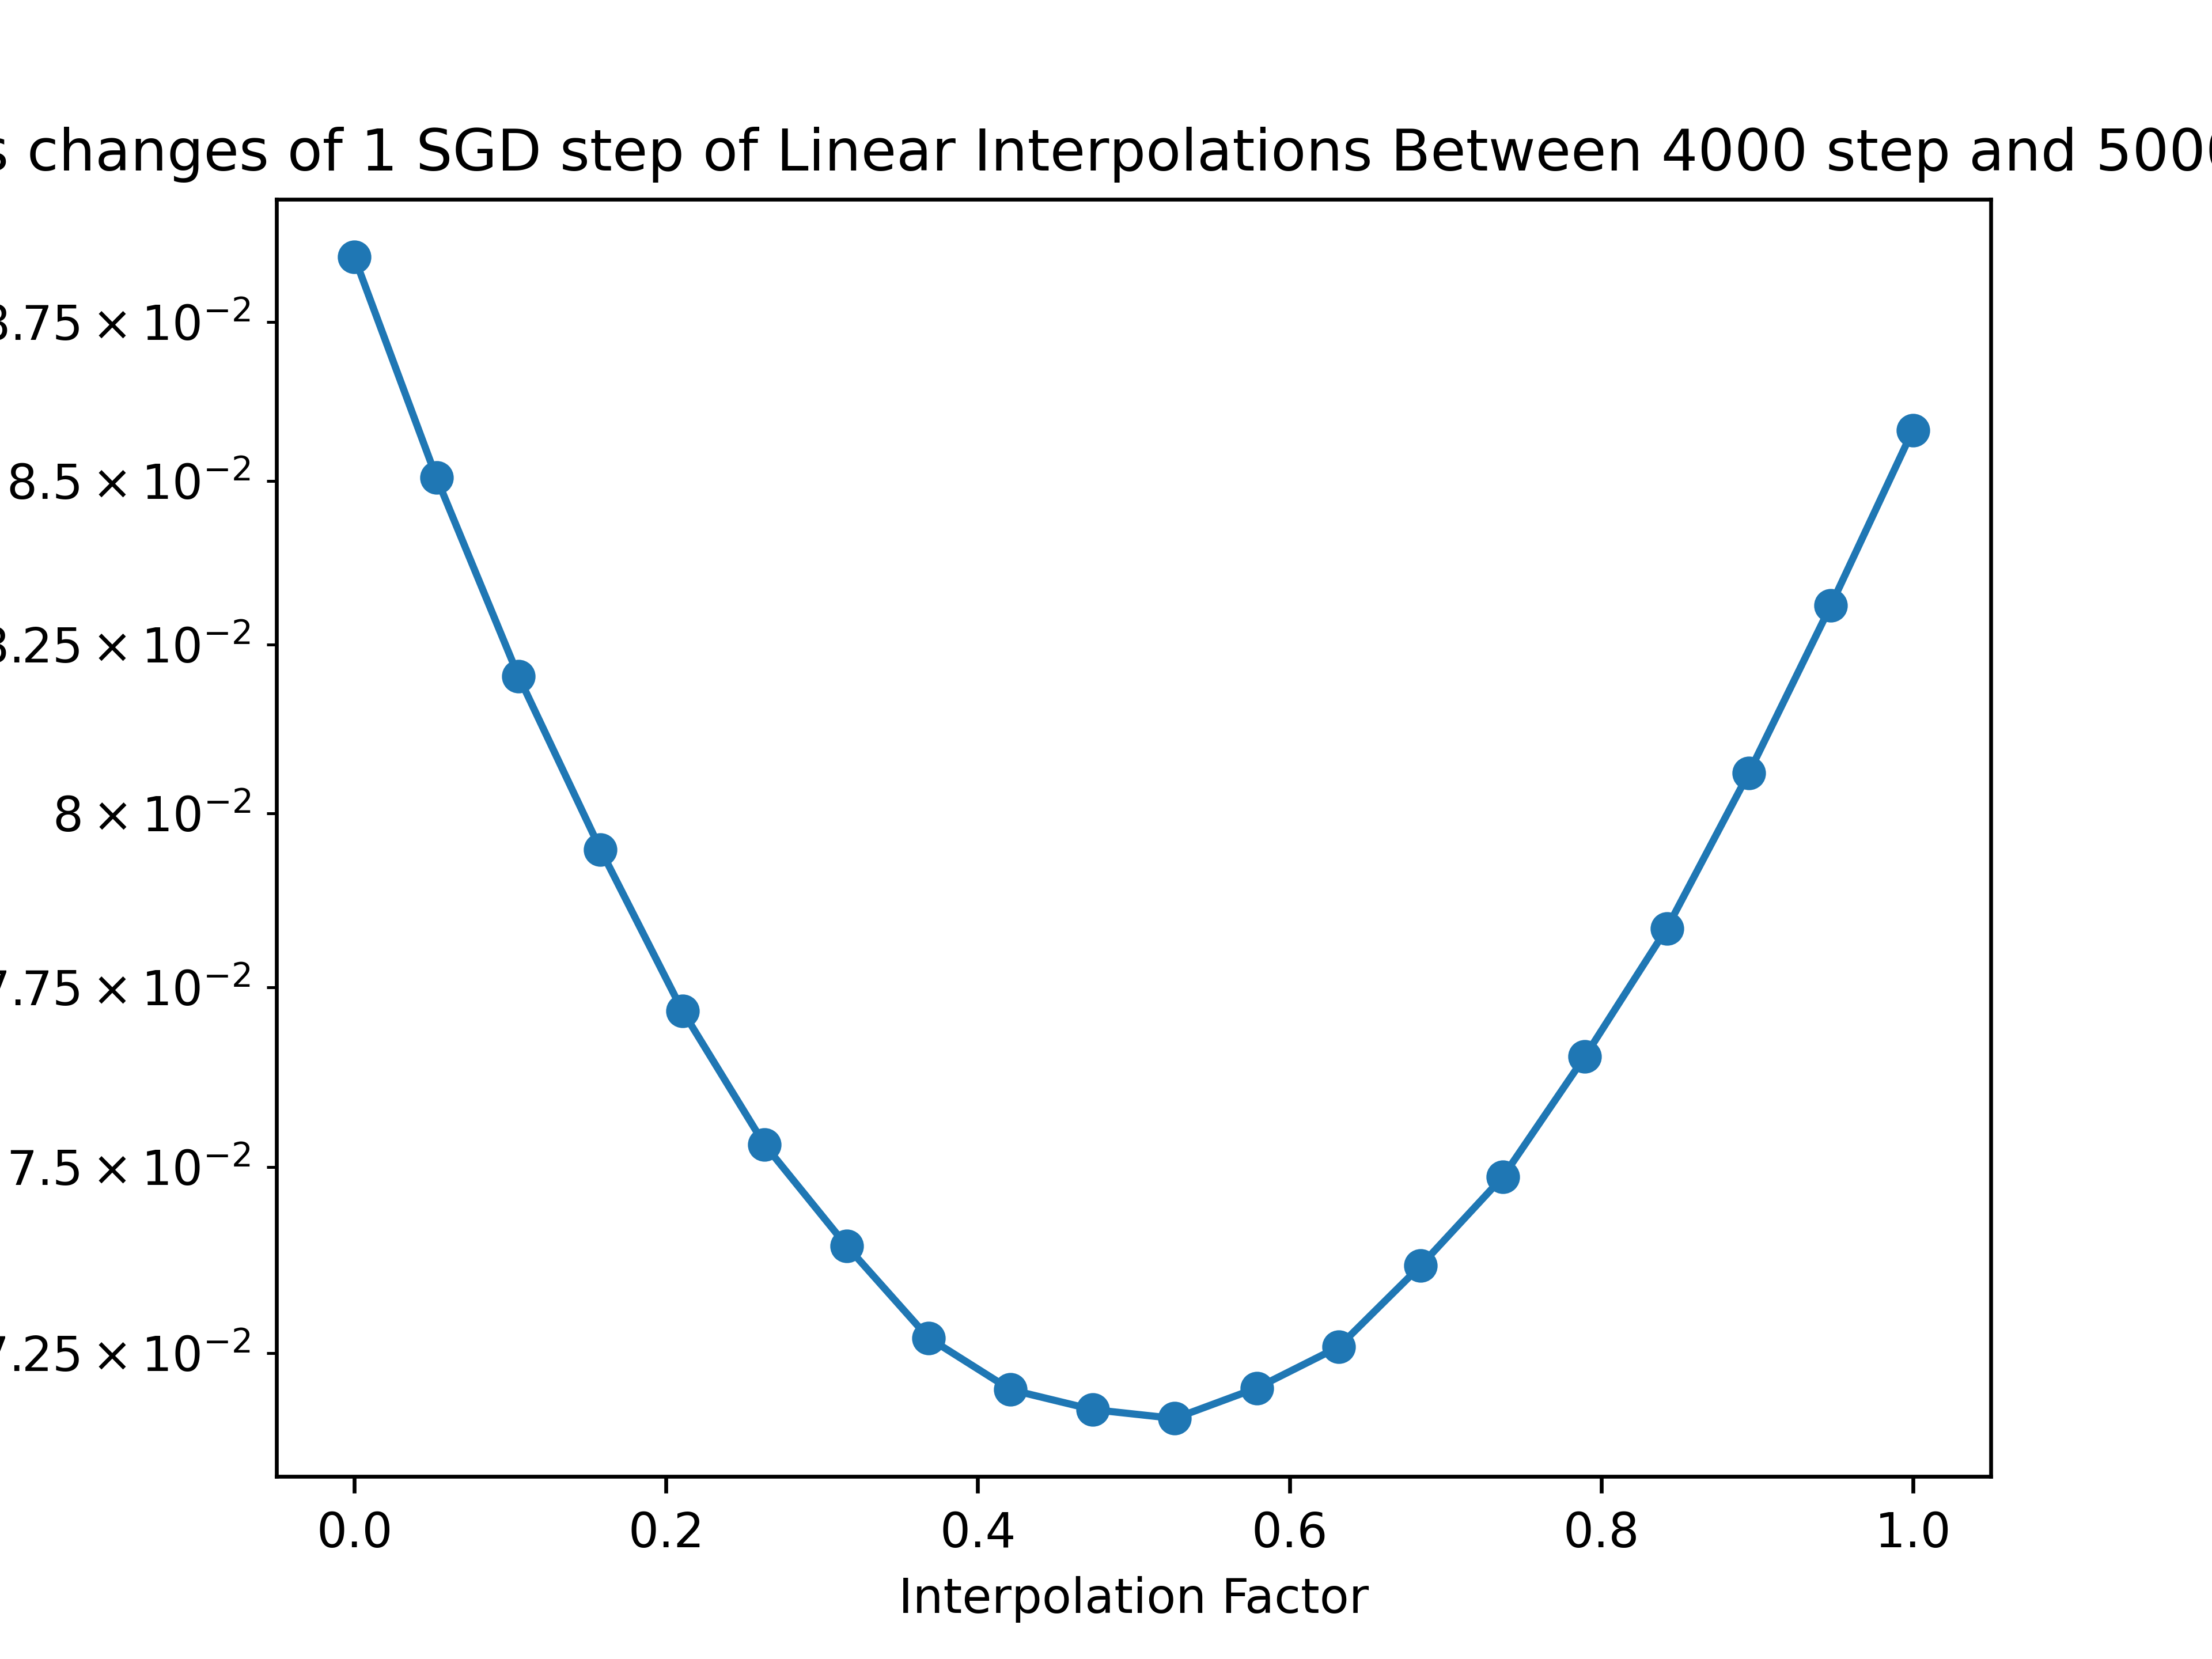 s changes of 1 SGD step of Linear Interpolations Between 4000 step and 500
.75 × 10⁻²
8.5 × 10⁻²
.25 × 10⁻²
8 × 10⁻²
.75 × 10⁻²
7.5 × 10⁻²
.25 × 10⁻²
0.0 0.2 0.4 0.6 0.8 1.0
Interpolation Factor